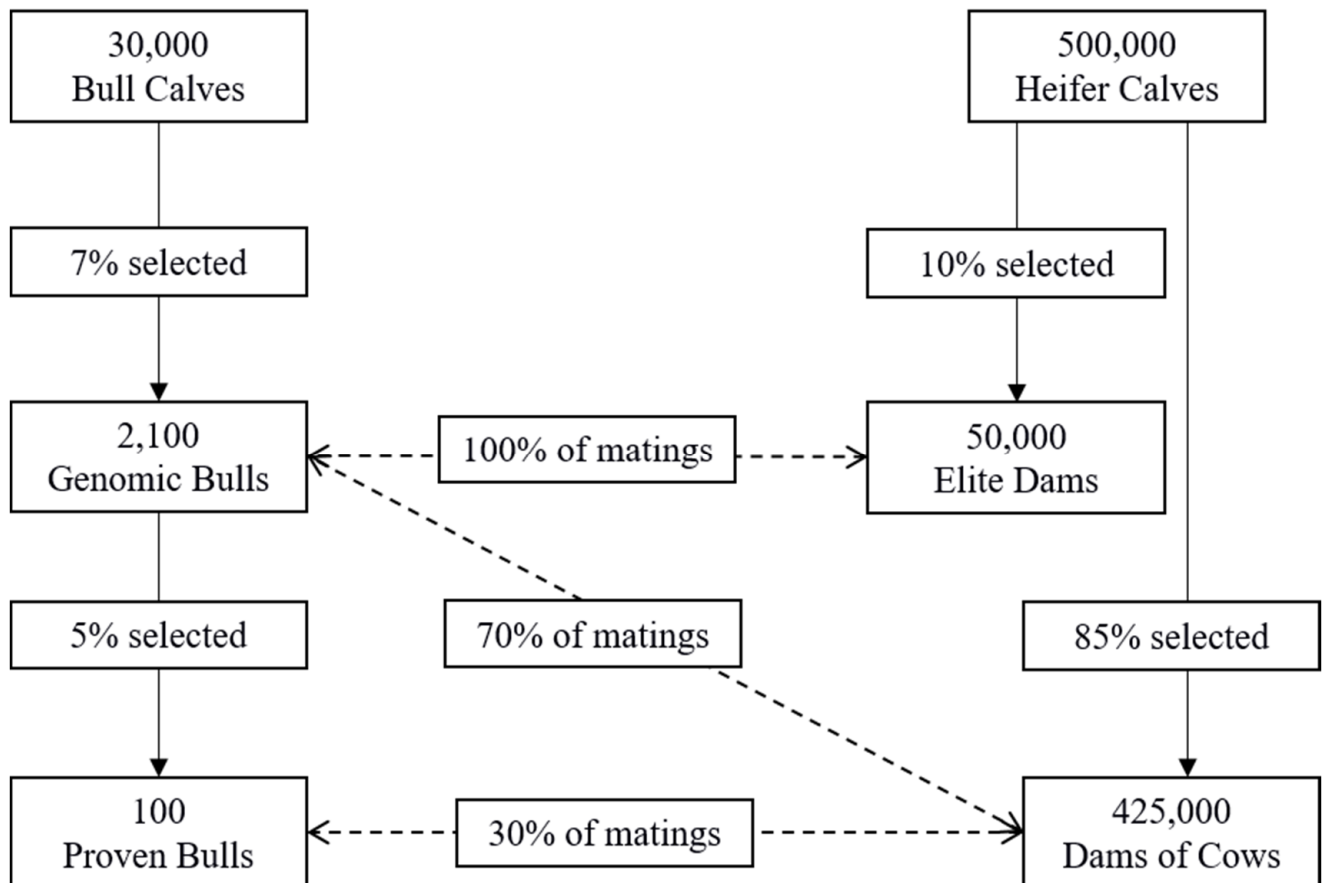 30,000
Bull Calves
500,000
Heifer Calves
7% selected
10% selected
2,100
Genomic Bulls
100% of matings
50,000
Elite Dams
5% selected
70% of matings
85% selected
100
Proven Bulls
30% of matings
425,000
Dams of Cows